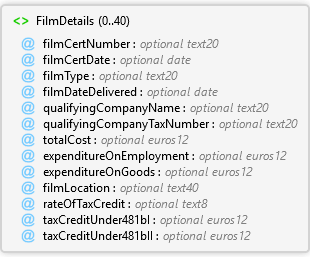 <> FilmDetails (0..40)
@ filmCertNumber : optional text20
@ filmCertDate : optional date
@ filmType : optional text20
@ filmDateDelivered : optional date
@ qualifyingCompanyName : optional text20
@ qualifyingCompanyTaxNumber : optional text20
@ totalCost : optional euros12
@ expenditureOnEmployment : optional euros12
@ expenditureOnGoods : optional euros12
@ filmLocation : optional text40
@ rateOfTaxCredit : optional text8
@ taxCreditUnder481bI : optional euros12
@ taxCreditUnder481bII : optional euros12